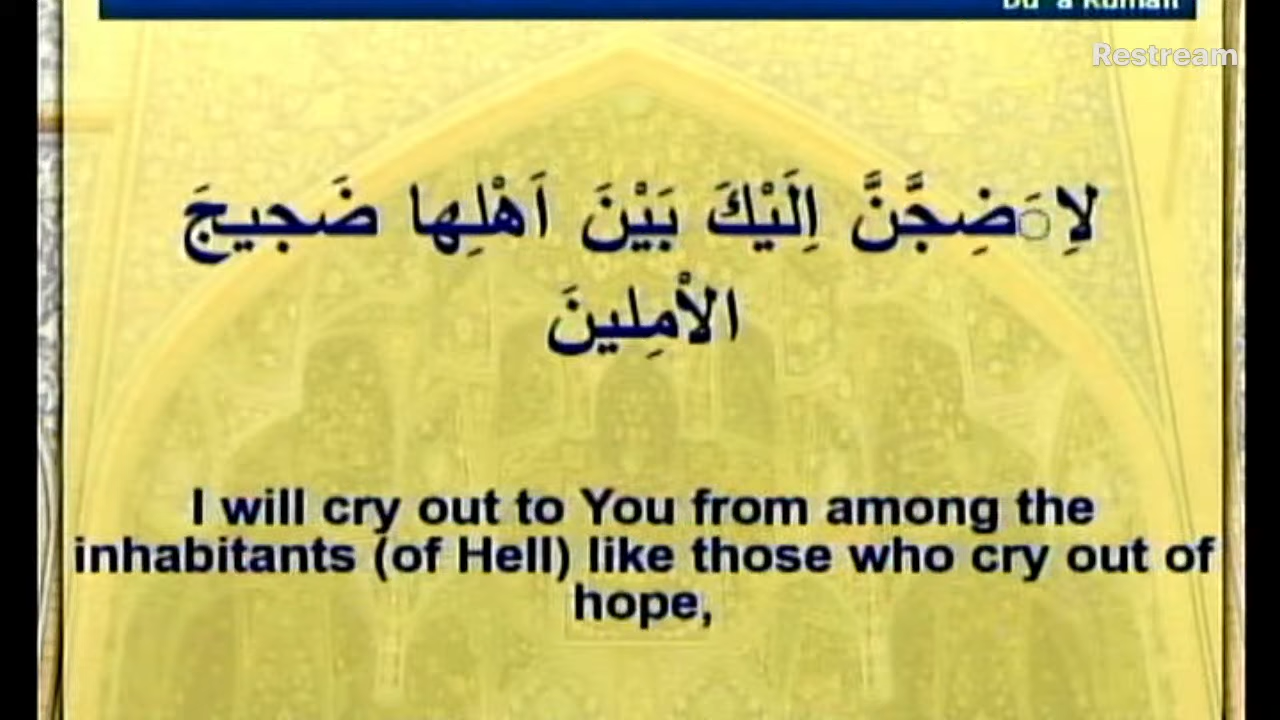 Restream
لاِ◌َضِجَّنَّ اِلَيْكَ بَيْنَ اَهْلِها ضَجيجَ
الاْمِلينَ
I will cry out to You from among the
inhabitants (of Hell) like those who cry out of
hope,